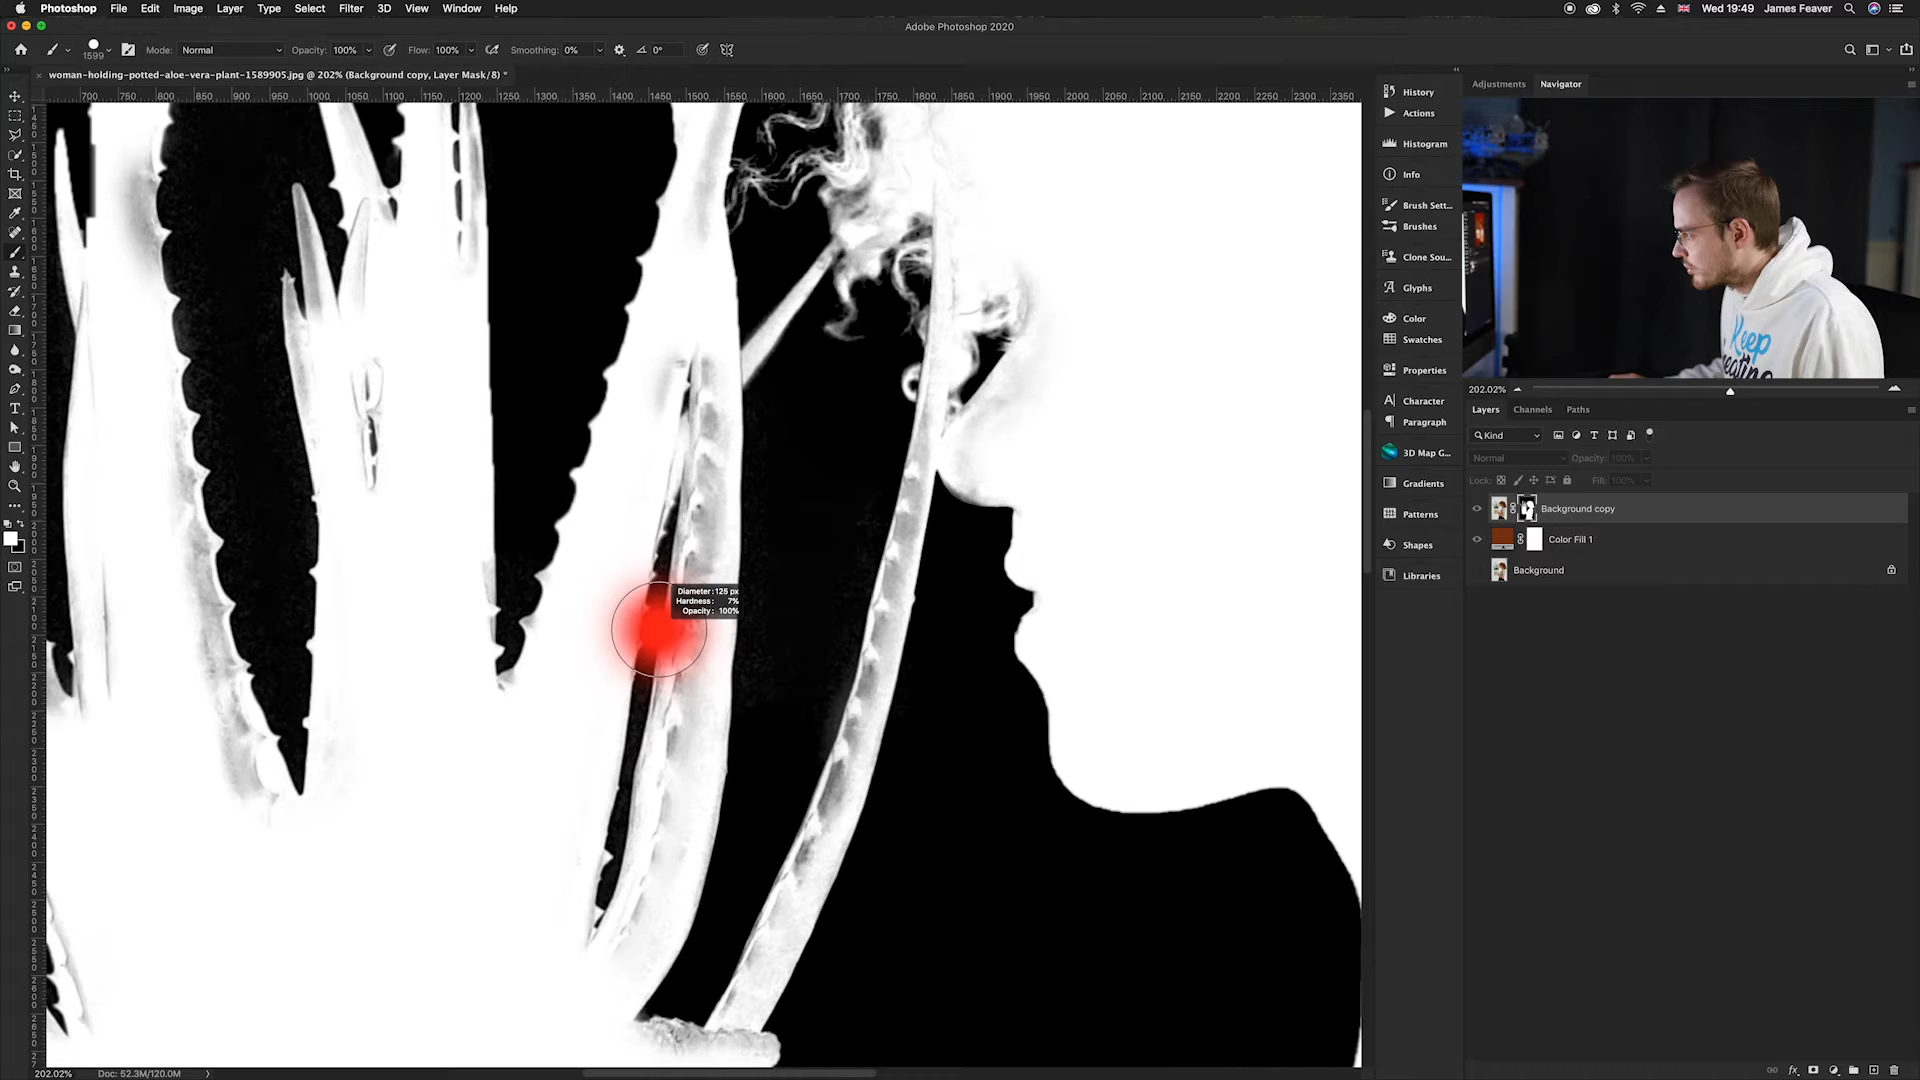 Photoshop File Edit Image Layer Type Select Filter 3D View Window Help Wed 19:49 James Feaver
Adobe Photoshop 2020
1599 Mode: Normal Opacity: 100% Flow: 100% Smoothing: 0% 0°
× woman-holding-potted-aloe-vera-plant-1589905.jpg @ 202% (Background copy, Layer Mask/8) *
700 750 800 850 900 950 1000 1050 1100 1150 1200 1250 1300 1350 1400 1450 1500 1550 1600 1650 1700 1750 1800 1850 1900 1950 2000 2050 2100 2150 2200 2250 2300 2350
Diameter: 125 px
Hardness: 7%
Opacity: 100%
History
Actions
Histogram
Info
Brush Sett...
Brushes
Clone Sou...
Glyphs
Color
Swatches
Properties
Character
Paragraph
3D Map G...
Gradients
Patterns
Shapes
Libraries
Adjustments Navigator
Keep
creating
202.02%
Layers Channels Paths
Kind
Normal Opacity: 100%
Lock: Fill: 100%
Background copy
Color Fill 1
Background
202.02% Doc: 52.3M/120.0M